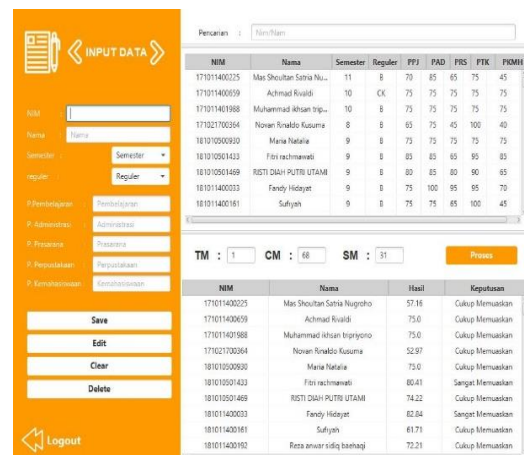 INPUT DATA
NIM :
Nama : Nama
Semester : Semester
reguler : Reguler
P.Pembelajaran : Pembelajaran
P. Administrasi : Administrasi
P. Prasarana : Prasarana
P. Perpustakaan : Perpustakaan
P. Kemahasiswaan : Kemahasiswaan
Save
Edit
Clear
Delete
Logout
Pencarian : Nim/Nam
NIM Nama Semester Reguler PPJ PAD PRS PTK PKMH
171011400225 Mas Shoultan Satria Nu... 11 B 70 85 65 75 45
171011400659 Achmad Rivaldi 10 CK 75 75 75 75 75
171011401988 Muhammad ikhsan trip... 10 B 75 75 75 75 75
171021700364 Novan Rinaldo Kusuma 8 B 65 75 45 100 40
181010500930 Maria Natalia 9 B 75 75 75 75 75
181010501433 Fitri rachmawati 9 B 85 85 65 95 85
181010501469 RISTI DIAH PUTRI UTAMI 9 B 80 85 80 90 65
181011400033 Fandy Hidayat 9 B 75 100 95 95 70
181011400161 Sufiyah 9 B 75 75 65 100 45
TM : 1 CM : 68 SM : 31 Proses
NIM Nama Hasil Keputusan
171011400225 Mas Shoultan Satria Nugroho 57.16 Cukup Memuaskan
171011400659 Achmad Rivaldi 75.0 Cukup Memuaskan
171011401988 Muhammad ikhsan tripriyono 75.0 Cukup Memuaskan
171021700364 Novan Rinaldo Kusuma 52.97 Cukup Memuaskan
181010500930 Maria Natalia 75.0 Cukup Memuaskan
181010501433 Fitri rachmawati 80.41 Sangat Memuaskan
181010501469 RISTI DIAH PUTRI UTAMI 74.22 Cukup Memuaskan
181011400033 Fandy Hidayat 82.84 Sangat Memuaskan
181011400161 Sufiyah 61.71 Cukup Memuaskan
181011400192 Reza anwar sidiq baehaqi 72.21 Cukup Memuaskan